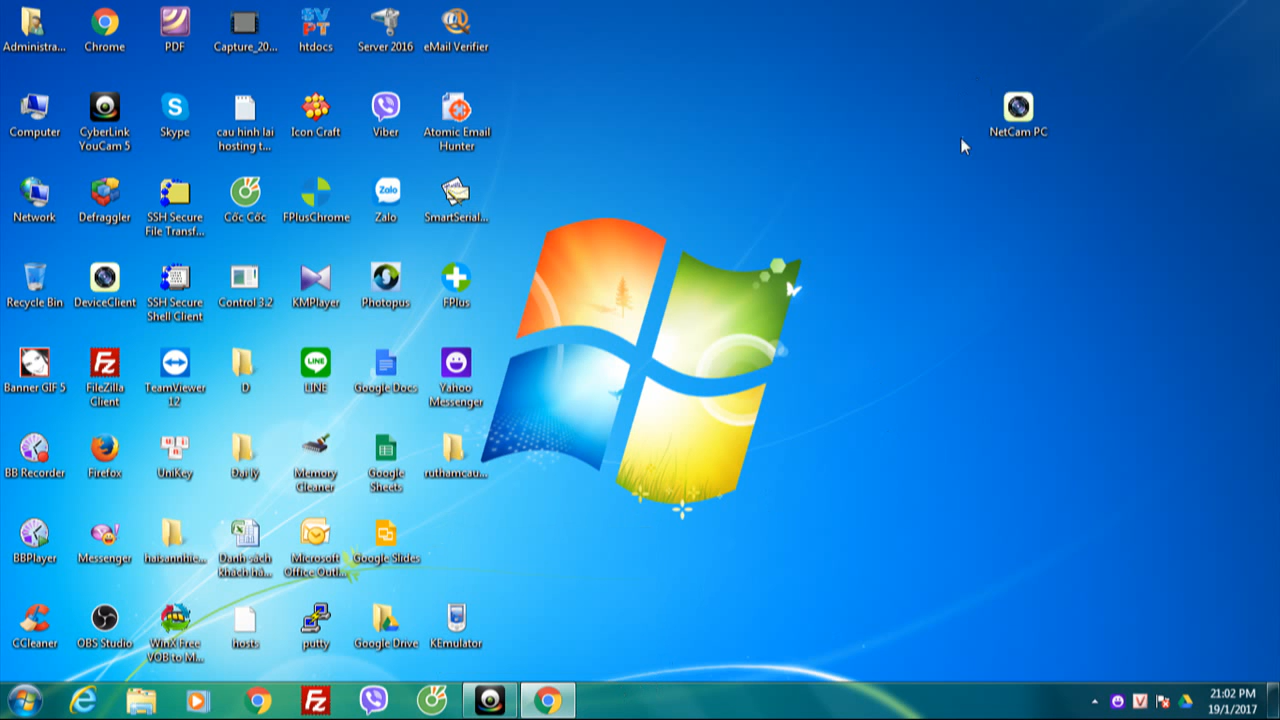 Administra...
Chrome
PDF
Capture_20...
htdocs
Server 2016
eMail Verifier
Computer
CyberLink
YouCam 5
Skype
cau hinh lai
hosting t...
Icon Craft
Viber
Atomic Email
Hunter
NetCam PC
Network
Defraggler
SSH Secure
File Transf...
Cốc Cốc
FPlusChrome
Zalo
Zalo
SmartSerial...
Recycle Bin
DeviceClient
SSH Secure
Shell Client
Control 3.2
KMPlayer
Photopus
FPlus
Banner GIF 5
FileZilla
Client
TeamViewer
12
D
LINE
LINE
Google Docs
Yahoo
Messenger
BB Recorder
Firefox
UniKey
Đại lý
Memory
Cleaner
Google
Sheets
ruthamcau...
BBPlayer
Messenger
haisannhic...
Danh sách
khách hà...
Microsoft
Office Outl...
Google Slides
CCleaner
OBS Studio
WinX Free
VOB to M...
hosts
putty
Google Drive
KEmulator
21:02 PM
19/1/2017